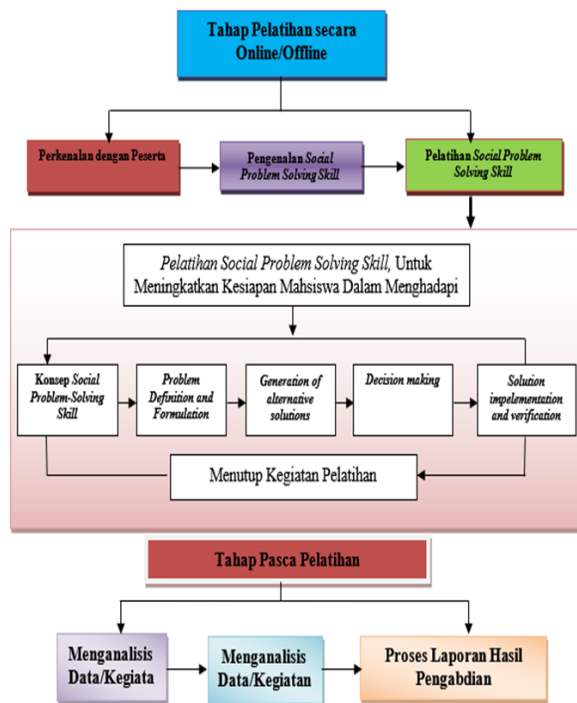 Tahap Pelatihan secara
Online/Offline
Perkenalan dengan Peserta
Pengenalan Social
Problem Solving Skill
Pelatihan Social Problem
Solving Skill
Pelatihan Social Problem Solving Skill, Untuk
Meningkatkan Kesiapan Mahsiswa Dalam Menghadapi
Konsep Social
Problem-Solving
Skill
Problem
Definition and
Formulation
Generation of
alternative
solutions
Decision making
Solution
impelementation
and verification
Menutup Kegiatan Pelatihan
Tahap Pasca Pelatihan
Menganalisis
Data/Kegiata
Menganalisis
Data/Kegiatan
Proses Laporan Hasil
Pengabdian